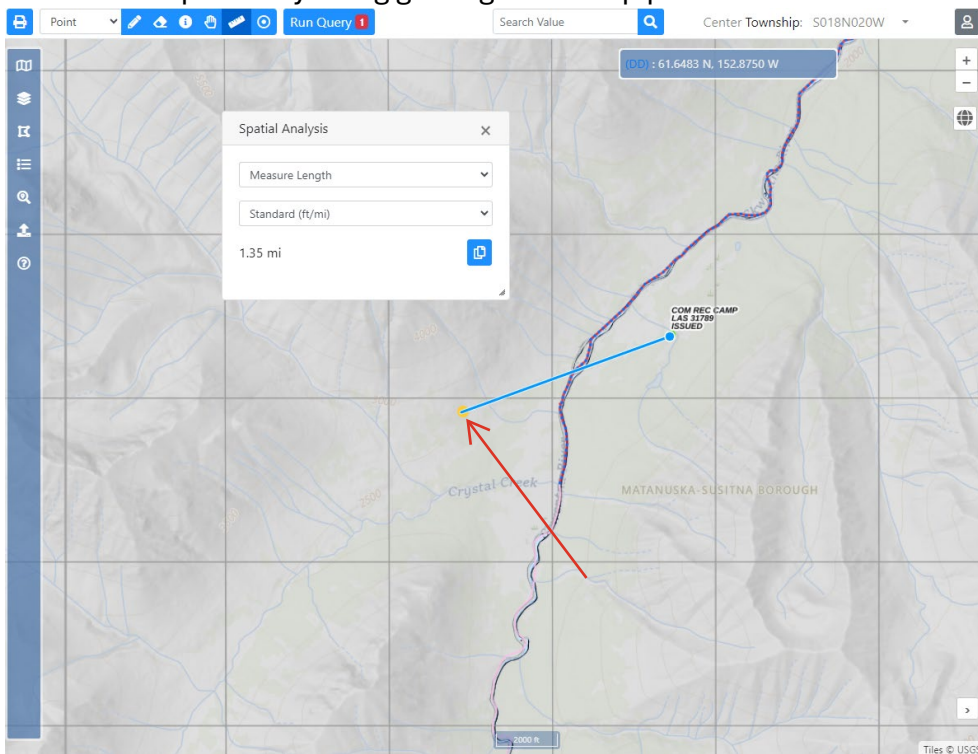 Point
Run Query 1
Search Value
Center Township: S018N020W
(DD) : 61.6483 N, 152.8750 W
+
−
Spatial Analysis
×
Measure Length
Standard (ft/mi)
1.35 mi
COM REC CAMP
LAS 31789
ISSUED
Crystal Creek
MATANUSKA-SUSITNA BOROUGH
2500
2000 ft
Tiles © USGS